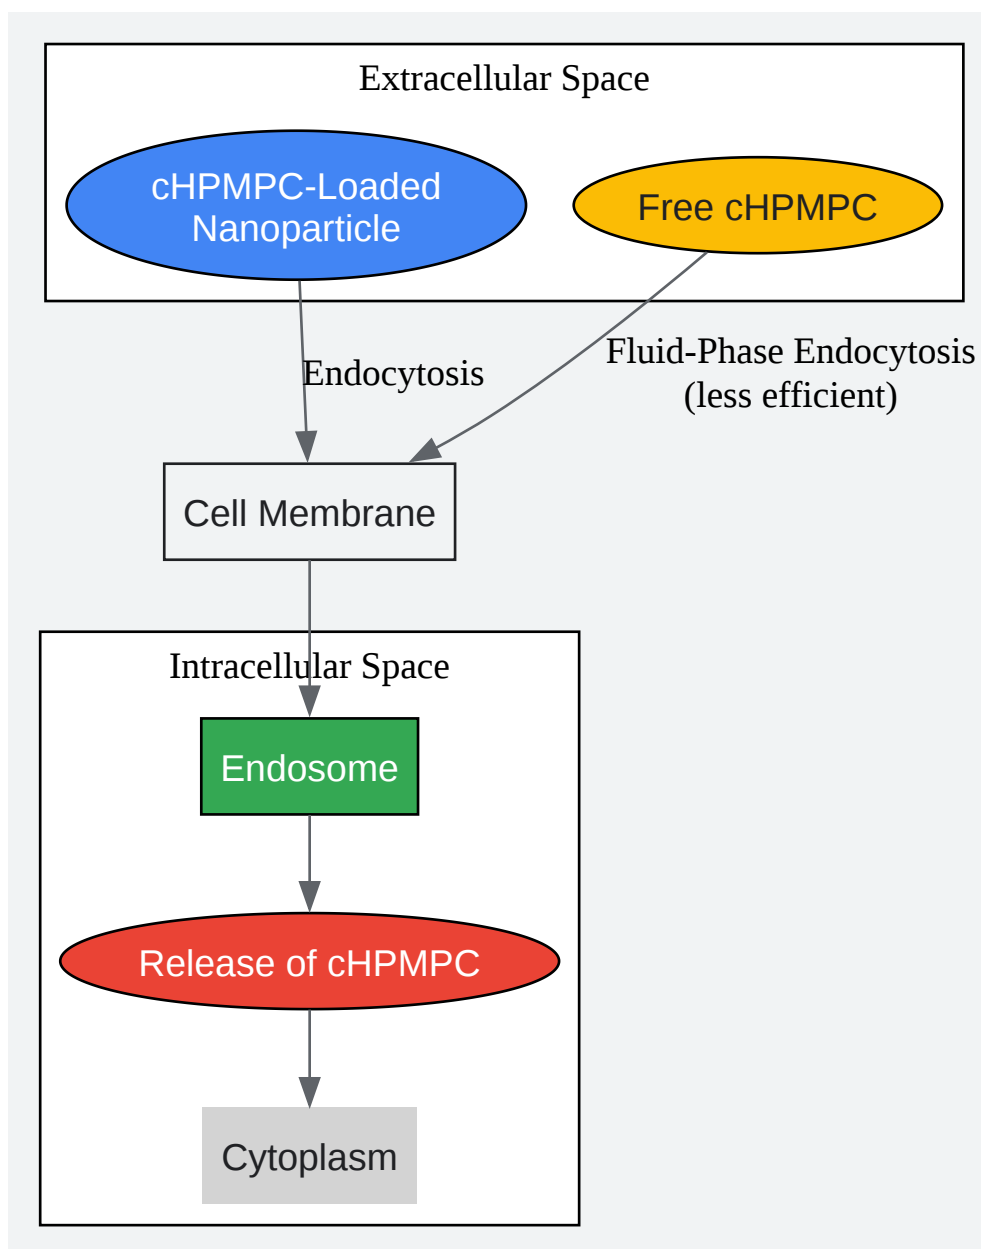 Extracellular Space
cHPMPC-Loaded
Nanoparticle
Free cHPMPC
Endocytosis
Fluid-Phase Endocytosis
(less efficient)
Cell Membrane
Intracellular Space
Endosome
Release of cHPMPC
Cytoplasm